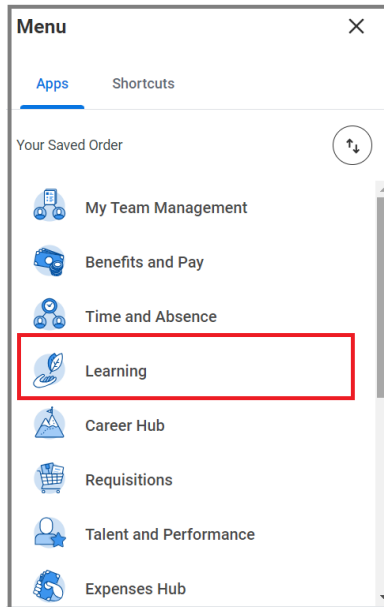 Menu
Apps Shortcuts
Your Saved Order
My Team Management
Benefits and Pay
Time and Absence
Learning
Career Hub
Requisitions
Talent and Performance
Expenses Hub